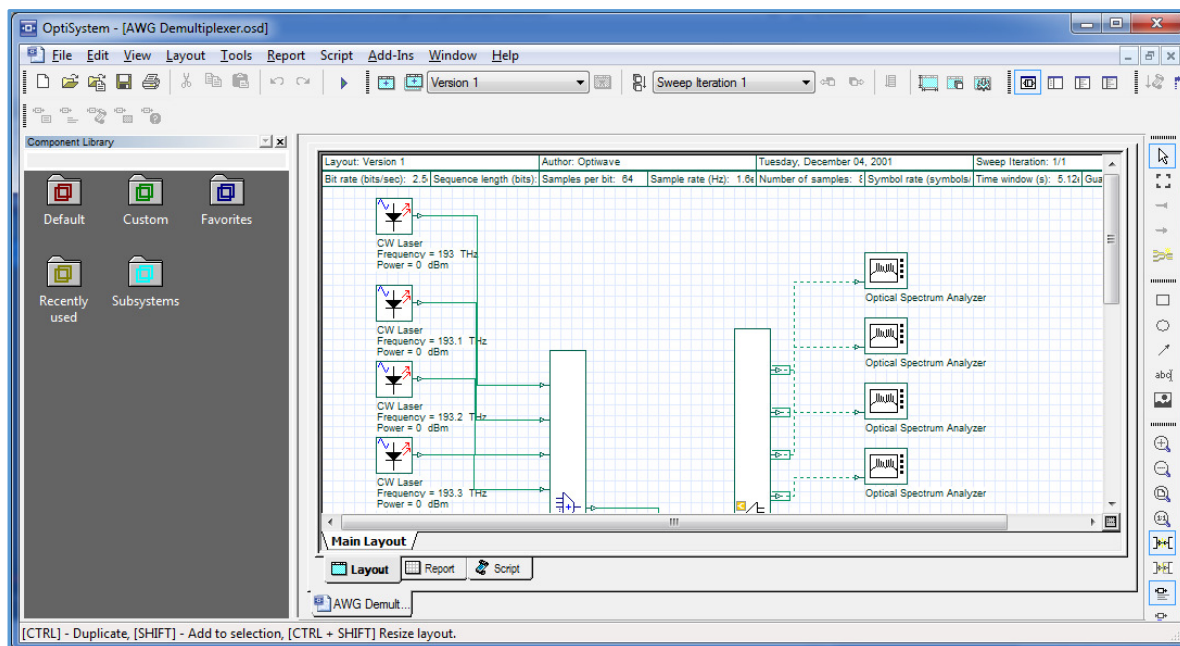 OptiSystem - [AWG Demultiplexer.osd]
File Edit View Layout Tools Report Script Add-Ins Window Help
Version 1 Sweep Iteration 1
Component Library
Default Custom Favorites
Recently used Subsystems
Layout: Version 1 Author: Optiwave Tuesday, December 04, 2001 Sweep Iteration: 1/1
Bit rate (bits/sec): 2.5 Sequence length (bits): Samples per bit: 64 Sample rate (Hz): 1.6e Number of samples: Symbol rate (symbols/ Time window (s): 5.12 Gua
CW Laser
Frequency = 193 THz
Power = 0 dBm
CW Laser
Frequency = 193.1 THz
Power = 0 dBm
CW Laser
Frequency = 193.2 THz
Power = 0 dBm
CW Laser
Frequency = 193.3 THz
Power = 0 dBm
Optical Spectrum Analyzer
Optical Spectrum Analyzer
Optical Spectrum Analyzer
Optical Spectrum Analyzer
abc
1:1
Main Layout
Layout Report Script
AWG Demult...
[CTRL] - Duplicate, [SHIFT] - Add to selection, [CTRL + SHIFT] Resize layout.